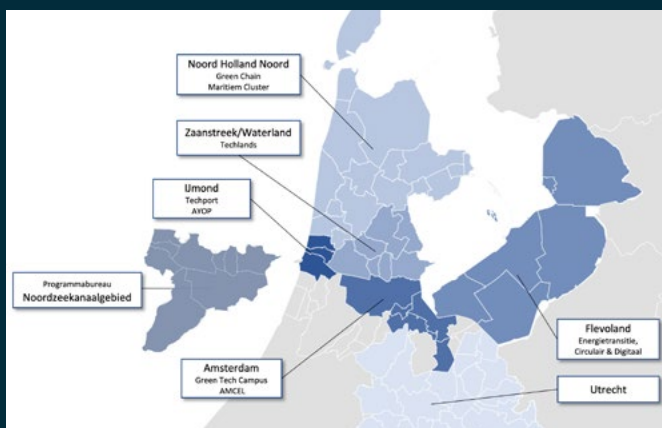 Noord Holland Noord
Green Chain
Maritiem Cluster
Zaanstreek/Waterland
Techlands
IJmond
Techport
AYOP
Programmabureau
Noordzeekanaalgebied
Amsterdam
Green Tech Campus
AMCEL
Flevoland
Energietransitie,
Circulair & Digitaal
Utrecht